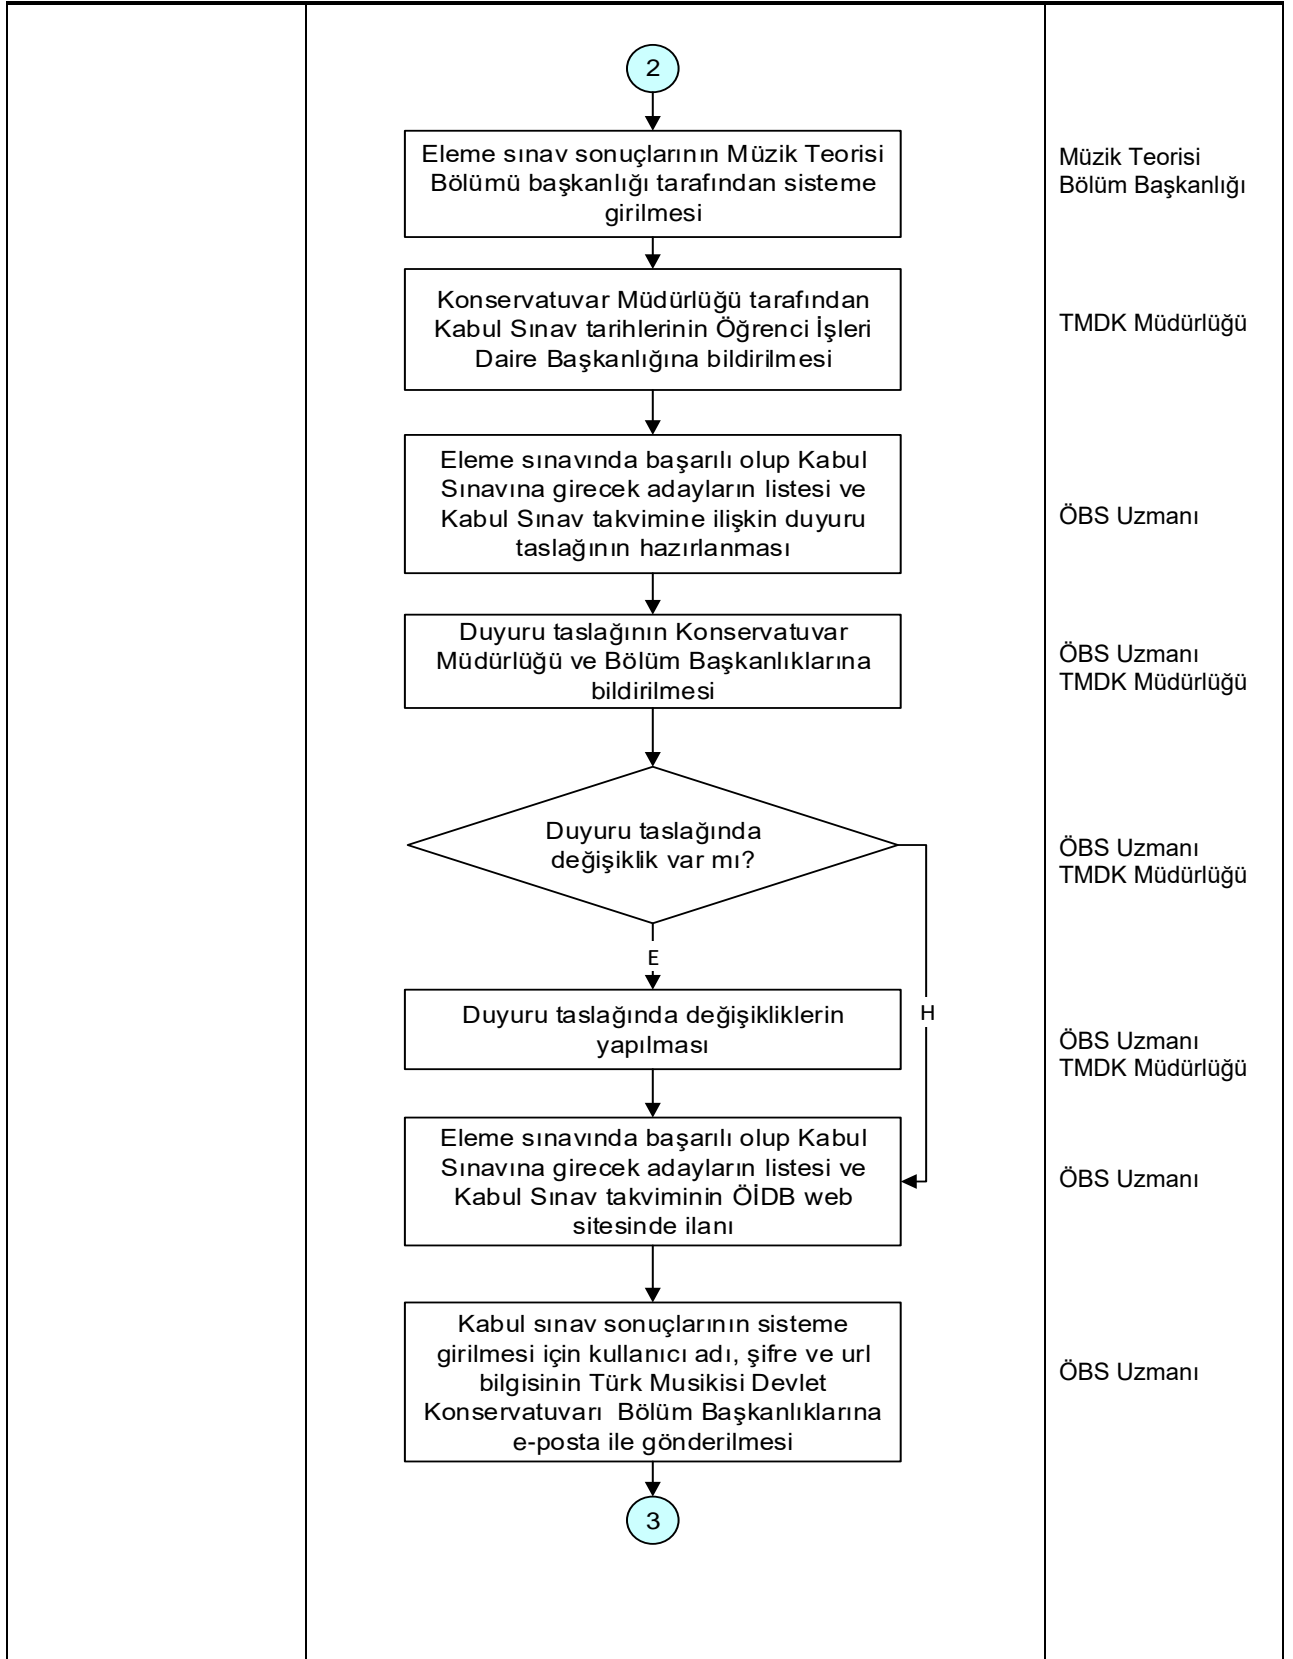 2
Eleme sınav sonuçlarının Müzik Teorisi
Bölümü başkanlığı tarafından sisteme
girilmesi
Müzik Teorisi
Bölüm Başkanlığı
Konservatuvar Müdürlüğü tarafından
Kabul Sınav tarihlerinin Öğrenci İşleri
Daire Başkanlığına bildirilmesi
TMDK Müdürlüğü
Eleme sınavında başarılı olup Kabul
Sınavına girecek adayların listesi ve
Kabul Sınav takvimine ilişkin duyuru
taslağının hazırlanması
ÖBS Uzmanı
Duyuru taslağının Konservatuvar
Müdürlüğü ve Bölüm Başkanlıklarına
bildirilmesi
ÖBS Uzmanı
TMDK Müdürlüğü
Duyuru taslağında
değişiklik var mı?
ÖBS Uzmanı
TMDK Müdürlüğü
E
H
Duyuru taslağında değişikliklerin
yapılması
ÖBS Uzmanı
TMDK Müdürlüğü
Eleme sınavında başarılı olup Kabul
Sınavına girecek adayların listesi ve
Kabul Sınav takviminin ÖİDB web
sitesinde ilanı
ÖBS Uzmanı
Kabul sınav sonuçlarının sisteme
girilmesi için kullanıcı adı, şifre ve url
bilgisinin Türk Musikisi Devlet
Konservatuvarı  Bölüm Başkanlıklarına
e-posta ile gönderilmesi
ÖBS Uzmanı
3